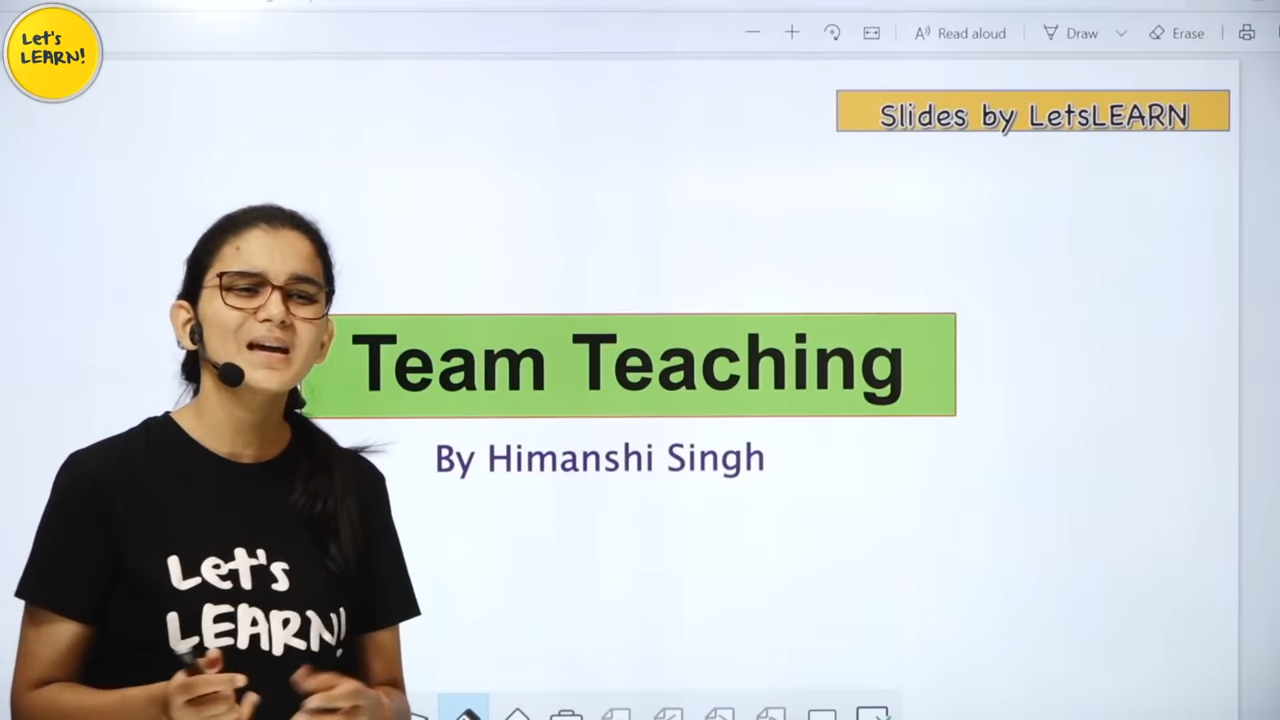 Let's
LEARN!
Read aloud
Draw
Erase
Slides by LetsLEARN
Team Teaching
By Himanshi Singh
Let's
LEARN!